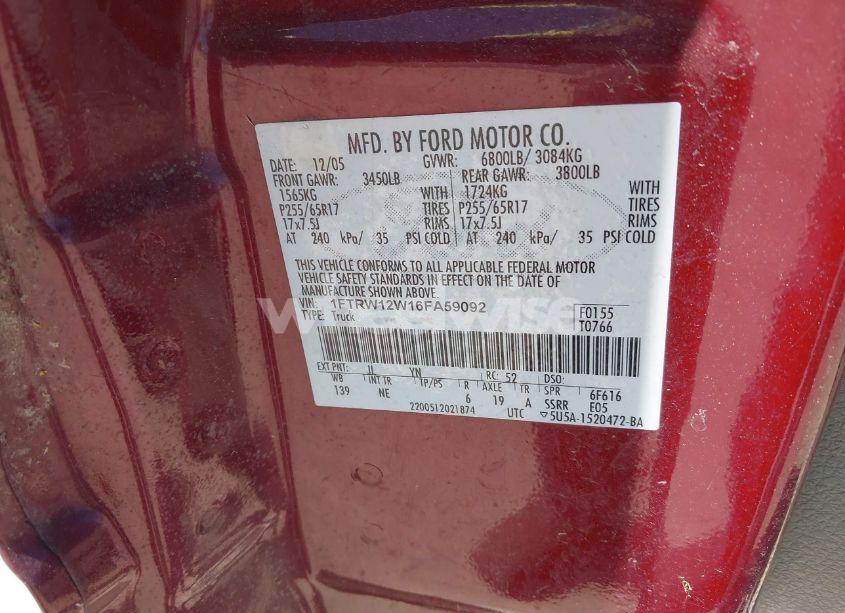 MFD. BY FORD MOTOR CO.
DATE: 12/05 GVWR: 6800LB/ 3084KG
FRONT GAWR: 3450LB REAR GAWR: 3800LB
1565KG WITH 1724KG WITH
P255/65R17 TIRES P255/65R17 TIRES
17x7.5J RIMS 17x7.5J RIMS
AT 240 kPa/ 35 PSI COLD AT 240 kPa/ 35 PSI COLD
THIS VEHICLE CONFORMS TO ALL APPLICABLE FEDERAL MOTOR
VEHICLE SAFETY STANDARDS IN EFFECT ON THE DATE OF
MANUFACTURE SHOWN ABOVE.
VIN: 1FTRW12W16FA59092 F0155
TYPE: Truck T0766
EXT PNT: JL YN RC: 52 DSO:
WB INT TR TP/PS R AXLE TR SPR 6F616
139 NE 6 19 A SSRR E05
2200512021874 UTC ▽5U5A-1520472-BA